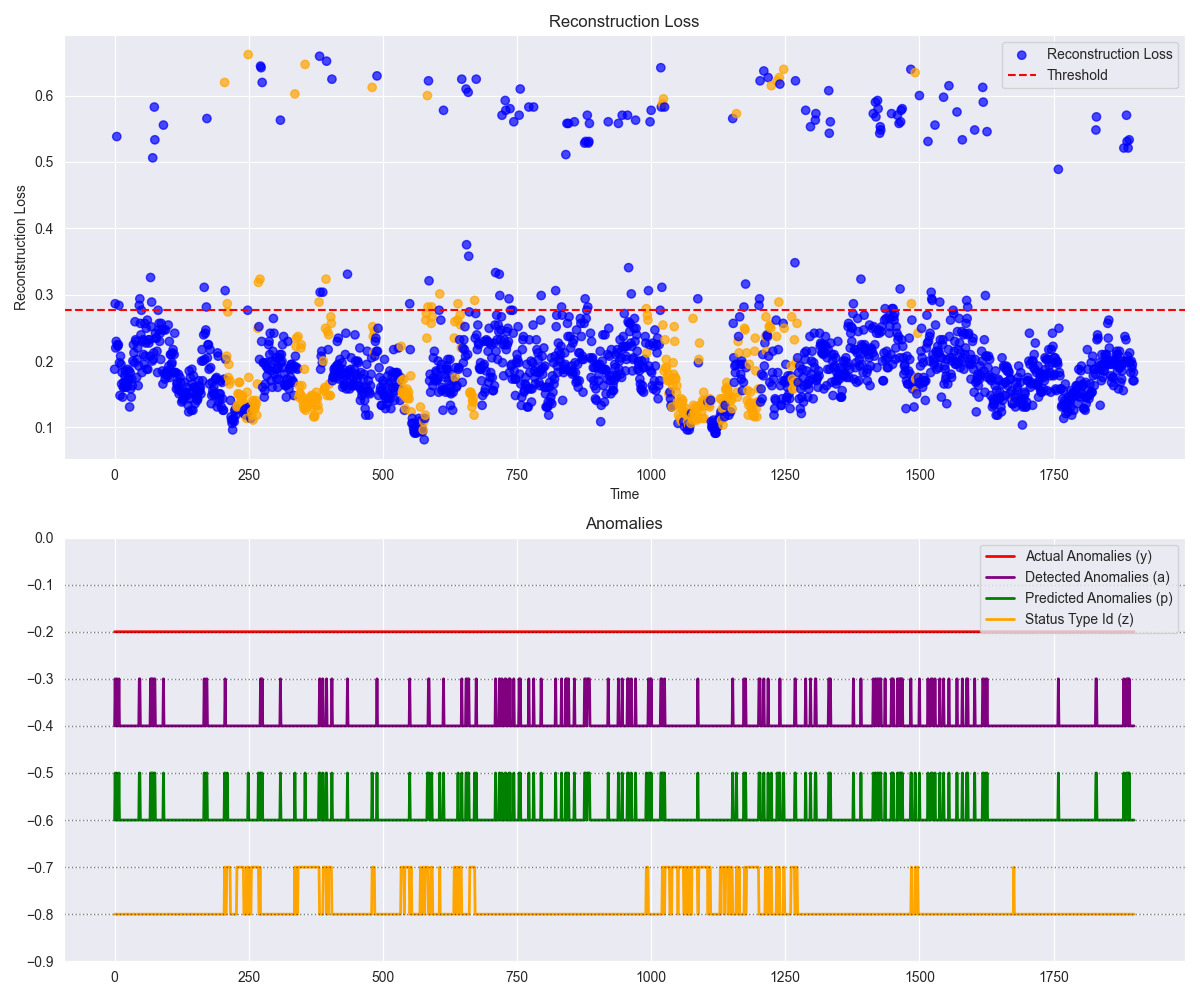 Reconstruction Loss
Reconstruction Loss
0.6
0.5
0.4
0.3
0.2
0.1
Reconstruction Loss
Threshold
0 250 500 750 1000 1250 1500 1750
Time
Anomalies
0.0
−0.1
−0.2
−0.3
−0.4
−0.5
−0.6
−0.7
−0.8
−0.9
Actual Anomalies (y)
Detected Anomalies (a)
Predicted Anomalies (p)
Status Type Id (z)
0 250 500 750 1000 1250 1500 1750